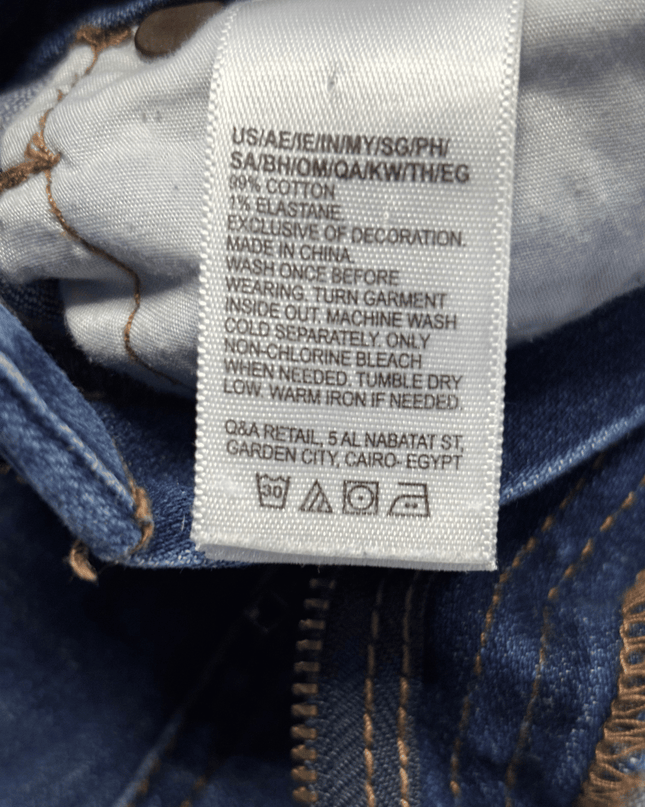 US/AE/IE/IN/MY/SG/PH/
SA/BH/OM/QA/KW/TH/EG
99% COTTON
1% ELASTANE.
EXCLUSIVE OF DECORATION.
MADE IN CHINA.
WASH ONCE BEFORE
WEARING. TURN GARMENT
INSIDE OUT. MACHINE WASH
COLD SEPARATELY. ONLY
NON-CHLORINE BLEACH
WHEN NEEDED. TUMBLE DRY
LOW. WARM IRON IF NEEDED.
Q&A RETAIL, 5 AL NABATAT ST,
GARDEN CITY, CAIRO- EGYPT
30